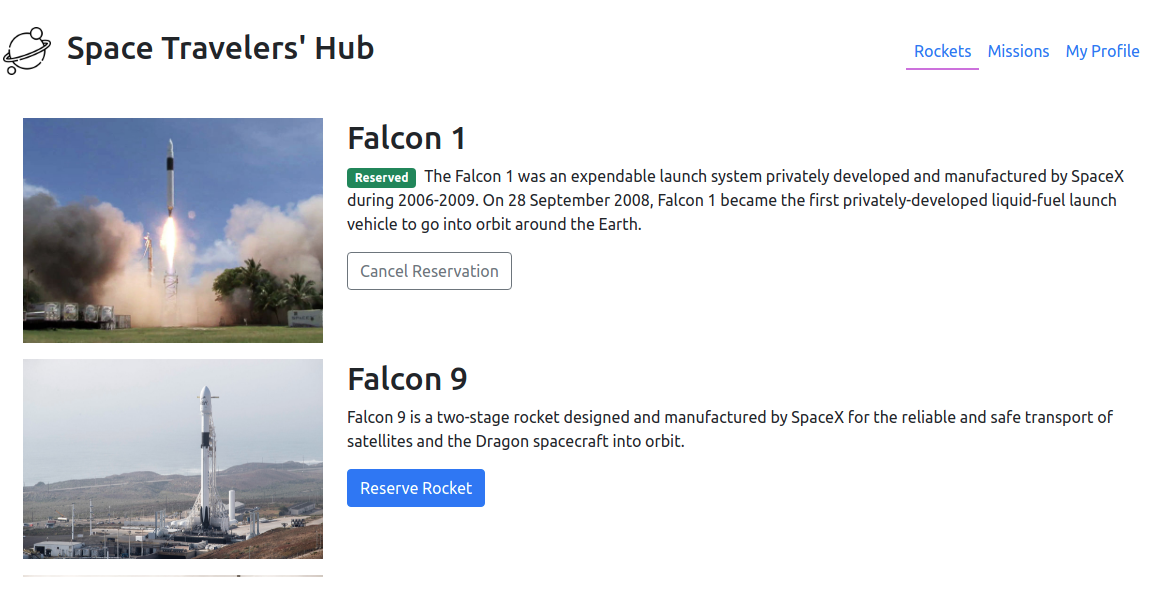 Space Travelers' Hub
Rockets Missions My Profile
Falcon 1
Reserved The Falcon 1 was an expendable launch system privately developed and manufactured by SpaceX
during 2006-2009. On 28 September 2008, Falcon 1 became the first privately-developed liquid-fuel launch
vehicle to go into orbit around the Earth.
Cancel Reservation
Falcon 9
Falcon 9 is a two-stage rocket designed and manufactured by SpaceX for the reliable and safe transport of
satellites and the Dragon spacecraft into orbit.
Reserve Rocket